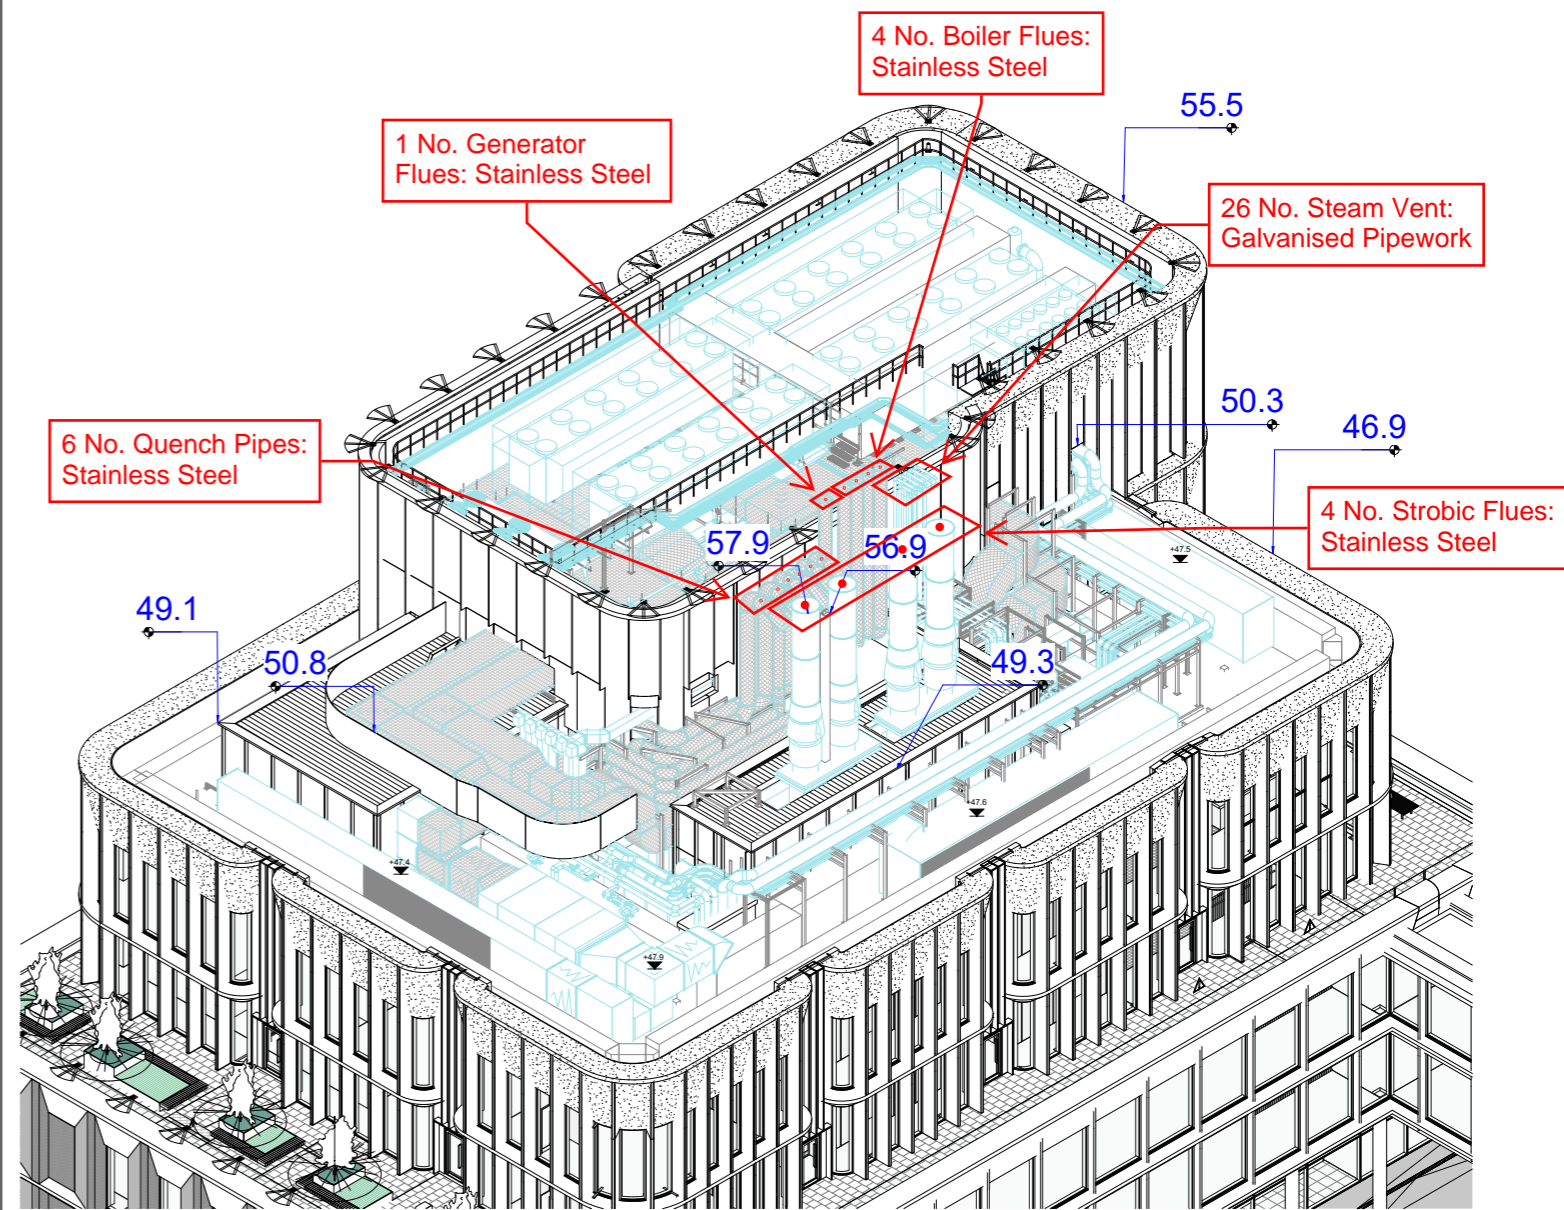 4 No. Boiler Flues:
Stainless Steel
55.5
1 No. Generator
Flues: Stainless Steel
26 No. Steam Vent:
Galvanised Pipework
50.3
46.9
6 No. Quench Pipes:
Stainless Steel
4 No. Strobic Flues:
Stainless Steel
57.9
56.9
+47.5
49.1
50.8
49.3
+47.6
+47.4
+47.9